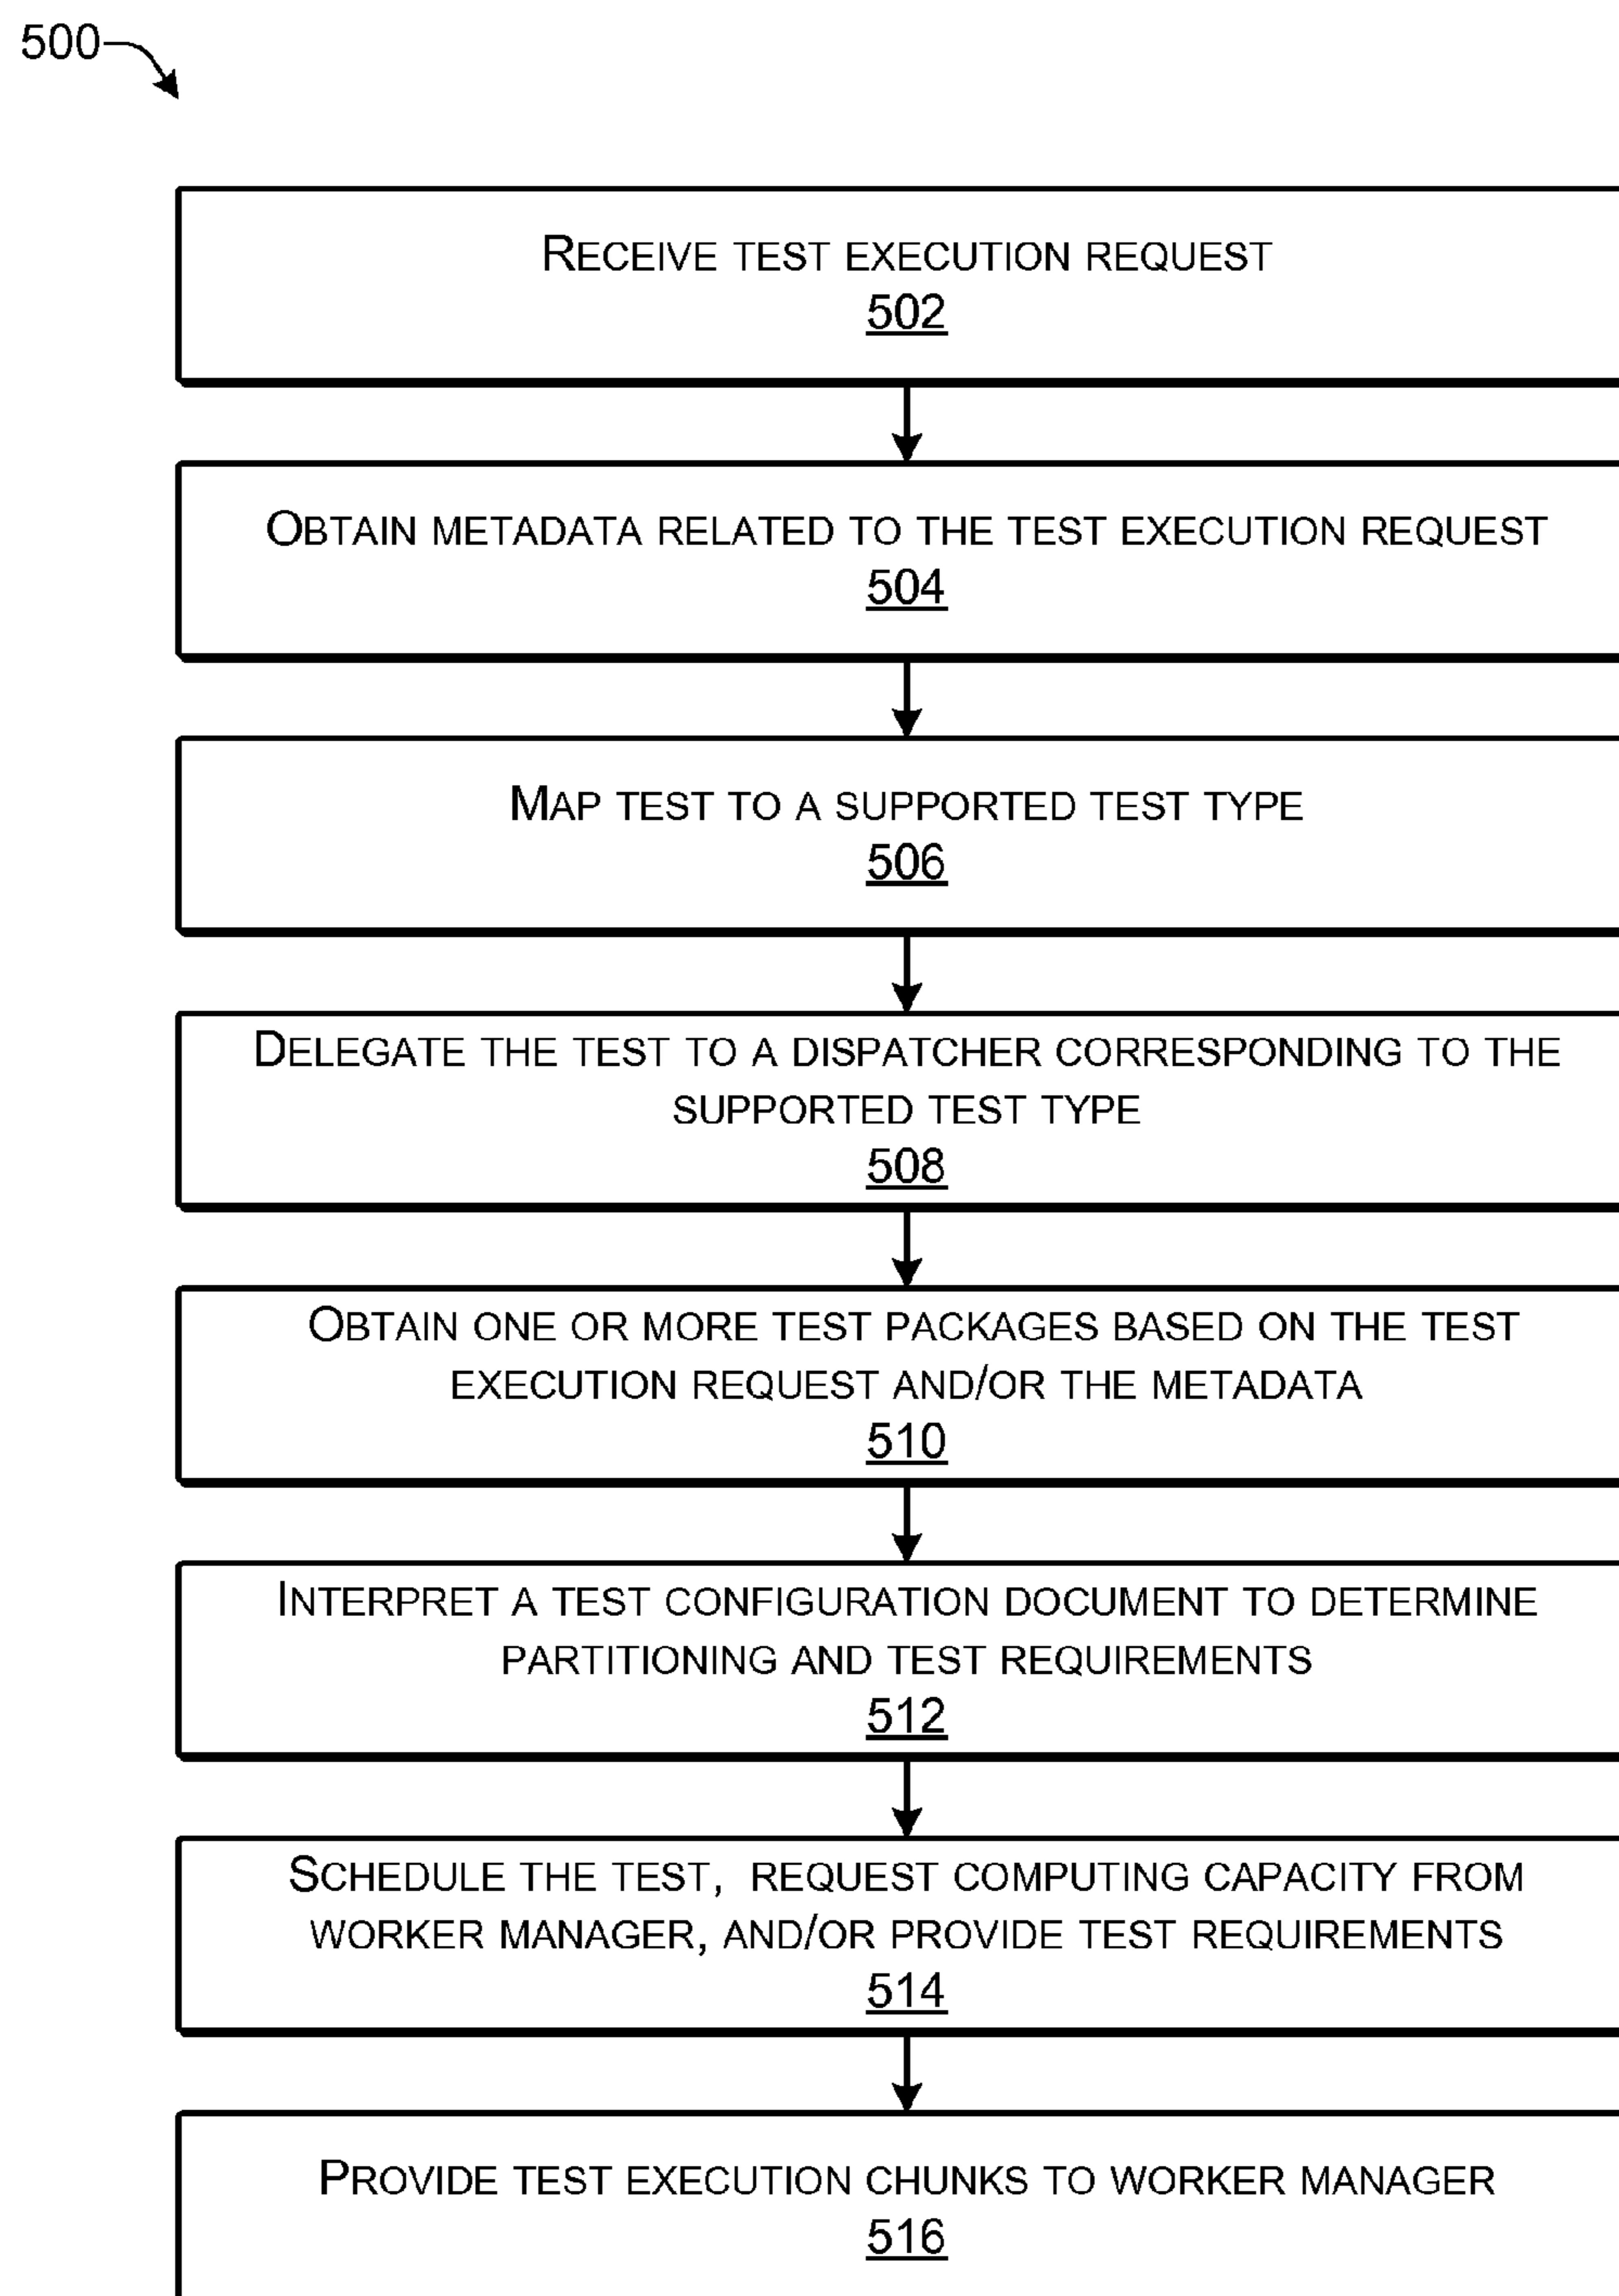 500
RECEIVE TEST EXECUTION REQUEST
502
OBTAIN METADATA RELATED TO THE TEST EXECUTION REQUEST
504
MAP TEST TO A SUPPORTED TEST TYPE
506
DELEGATE THE TEST TO A DISPATCHER CORRESPONDING TO THE
SUPPORTED TEST TYPE
508
OBTAIN ONE OR MORE TEST PACKAGES BASED ON THE TEST
EXECUTION REQUEST AND/OR THE METADATA
510
INTERPRET A TEST CONFIGURATION DOCUMENT TO DETERMINE
PARTITIONING AND TEST REQUIREMENTS
512
SCHEDULE THE TEST, REQUEST COMPUTING CAPACITY FROM
WORKER MANAGER, AND/OR PROVIDE TEST REQUIREMENTS
514
PROVIDE TEST EXECUTION CHUNKS TO WORKER MANAGER
516